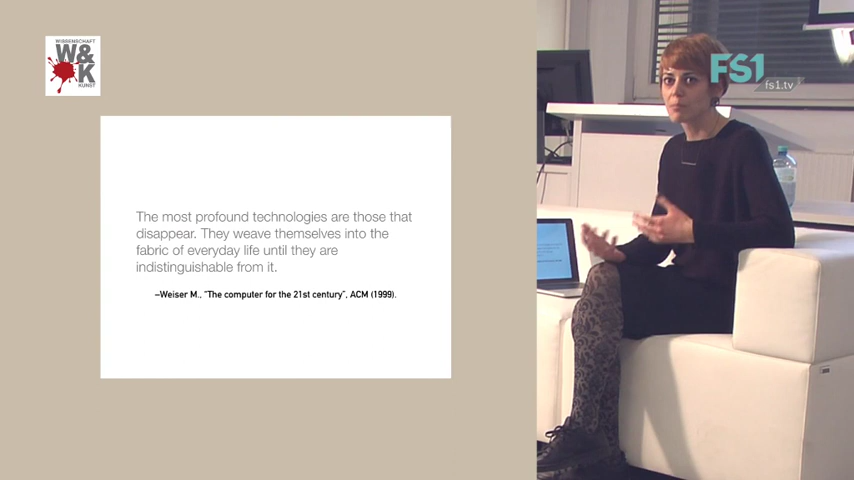 WISSENSCHAFT
W&
K
KUNST
FS1
fs1.tv
The most profound technologies are those that
disappear. They weave themselves into the
fabric of everyday life until they are
indistinguishable from it.
–Weiser M., “The computer for the 21st century”, ACM (1999).